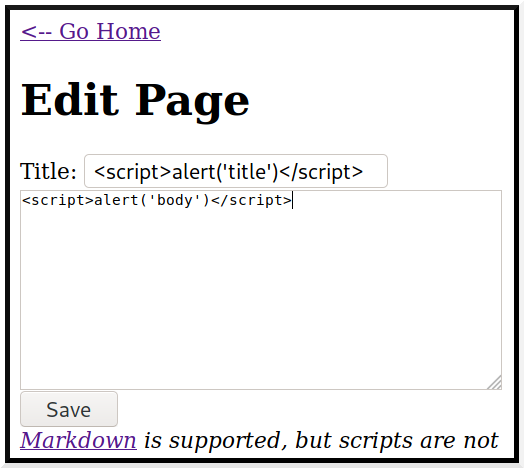 <-- Go Home
Edit Page
Title: <script>alert('title')</script>
<script>alert('body')</script>
Save
Markdown is supported, but scripts are not